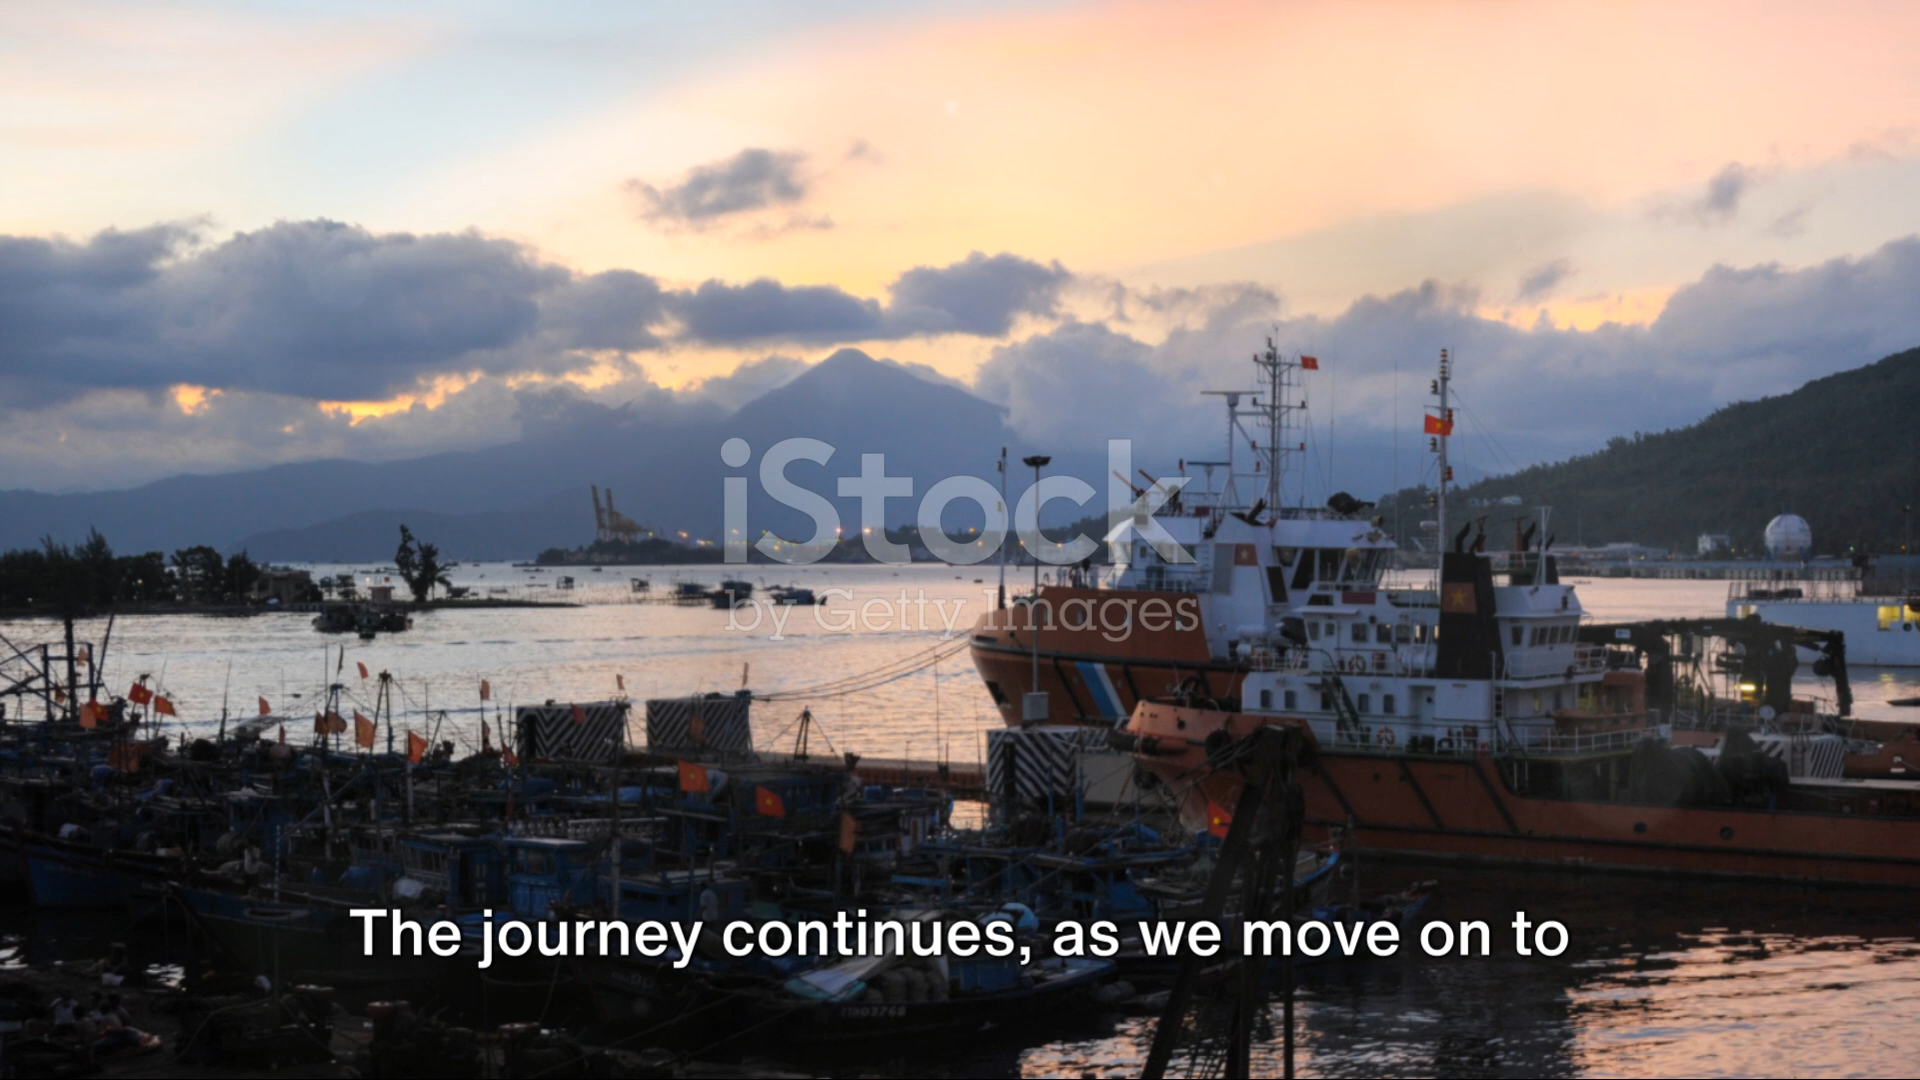 iStock
by Getty Images
The journey continues, as we move on to